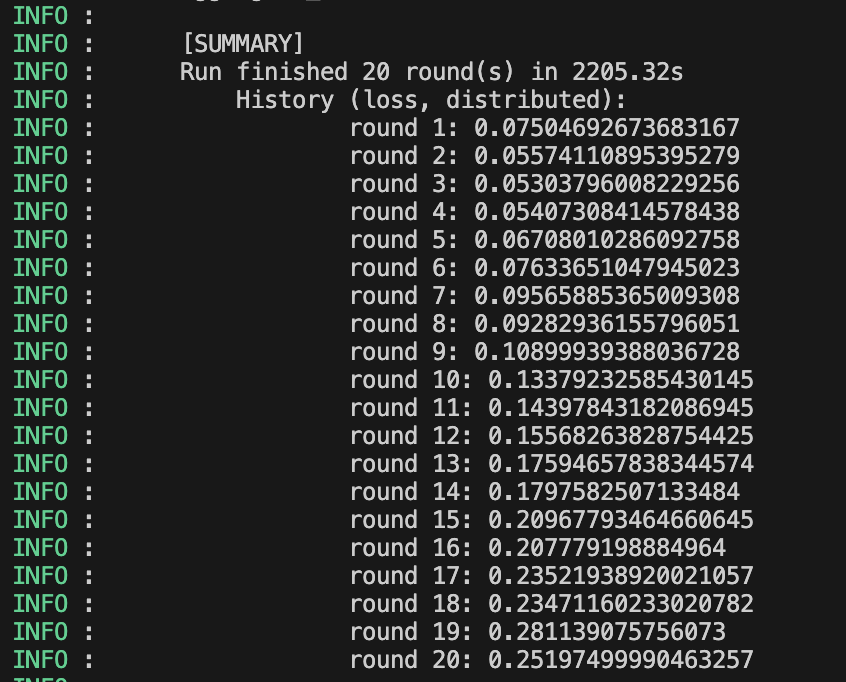 INFO :
INFO : [SUMMARY]
INFO : Run finished 20 round(s) in 2205.32s
INFO : History (loss, distributed):
INFO : round 1: 0.07504692673683167
INFO : round 2: 0.05574110895395279
INFO : round 3: 0.05303796008229256
INFO : round 4: 0.05407308414578438
INFO : round 5: 0.06708010286092758
INFO : round 6: 0.07633651047945023
INFO : round 7: 0.09565885365009308
INFO : round 8: 0.09282936155796051
INFO : round 9: 0.10899939388036728
INFO : round 10: 0.13379232585430145
INFO : round 11: 0.14397843182086945
INFO : round 12: 0.15568263828754425
INFO : round 13: 0.17594657838344574
INFO : round 14: 0.1797582507133484
INFO : round 15: 0.20967793464660645
INFO : round 16: 0.207779198884964
INFO : round 17: 0.23521938920021057
INFO : round 18: 0.23471160233020782
INFO : round 19: 0.281139075756073
INFO : round 20: 0.25197499990463257